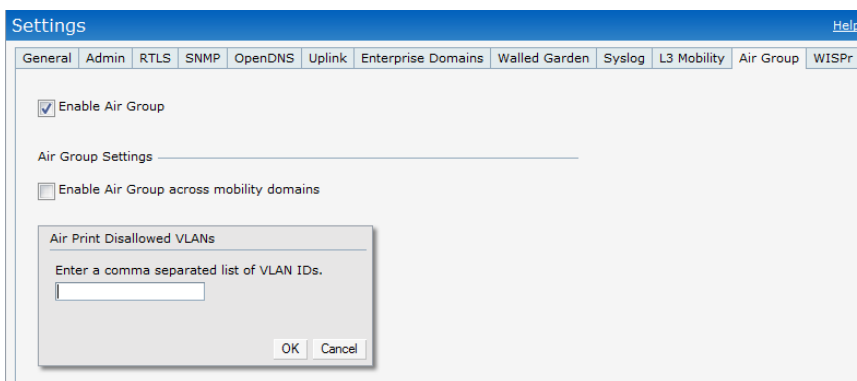 Settings
Help
General Admin RTLS SNMP OpenDNS Uplink Enterprise Domains Walled Garden Syslog L3 Mobility Air Group WISPr
Enable Air Group
Air Group Settings
Enable Air Group across mobility domains
Air Print Disallowed VLANs
Enter a comma separated list of VLAN IDs.
OK Cancel